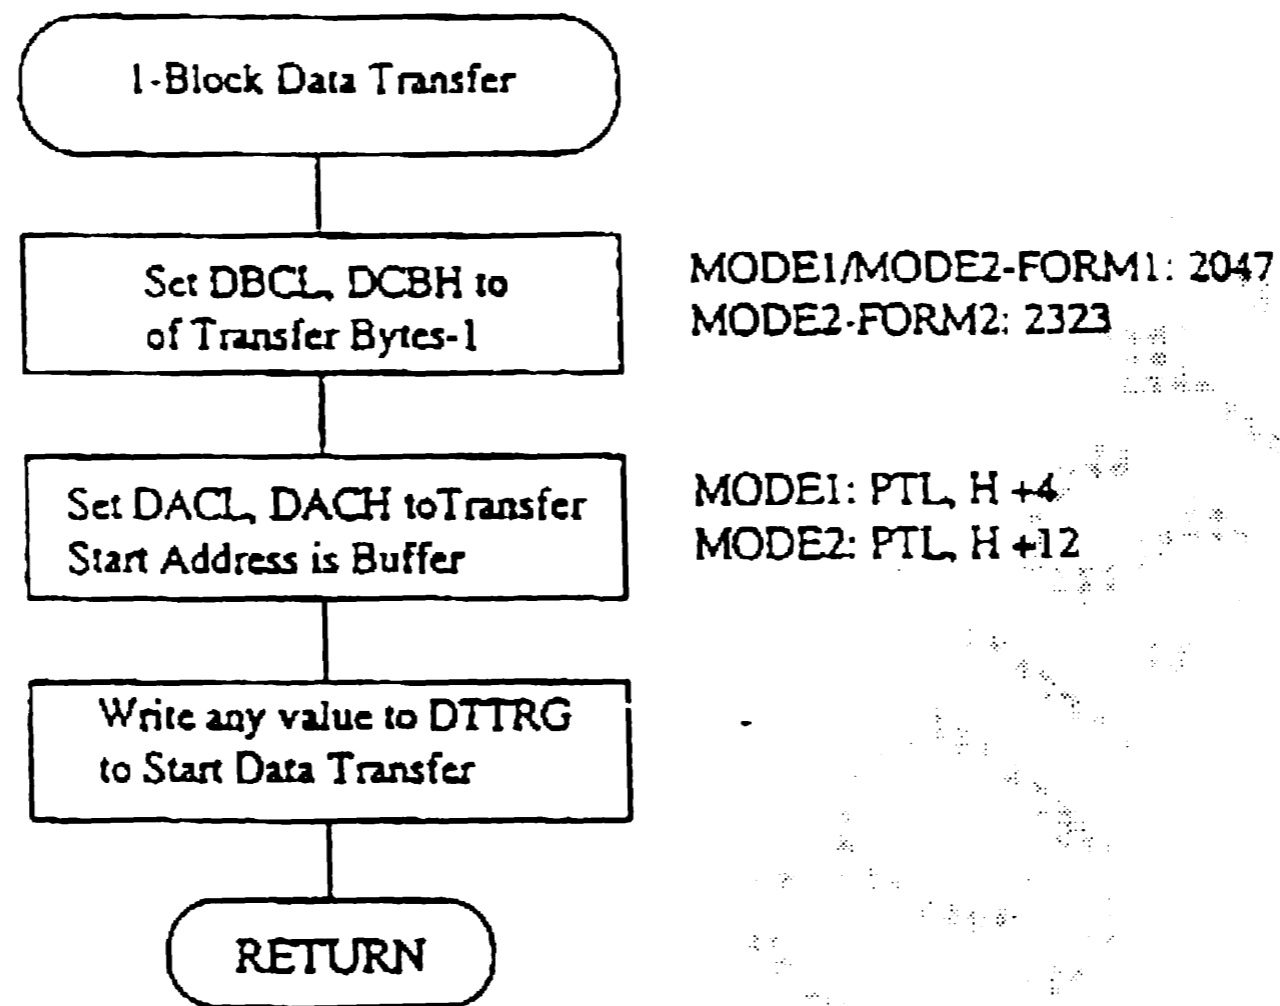 1-Block Data Transfer
Set DBCL, DCBH to
of Transfer Bytes-1
MODE1/MODE2-FORM1: 2047
MODE2-FORM2: 2323
Set DACL, DACH toTransfer
Start Address is Buffer
MODE1: PTL, H +4
MODE2: PTL, H +12
Write any value to DTTRG
to Start Data Transfer
RETURN